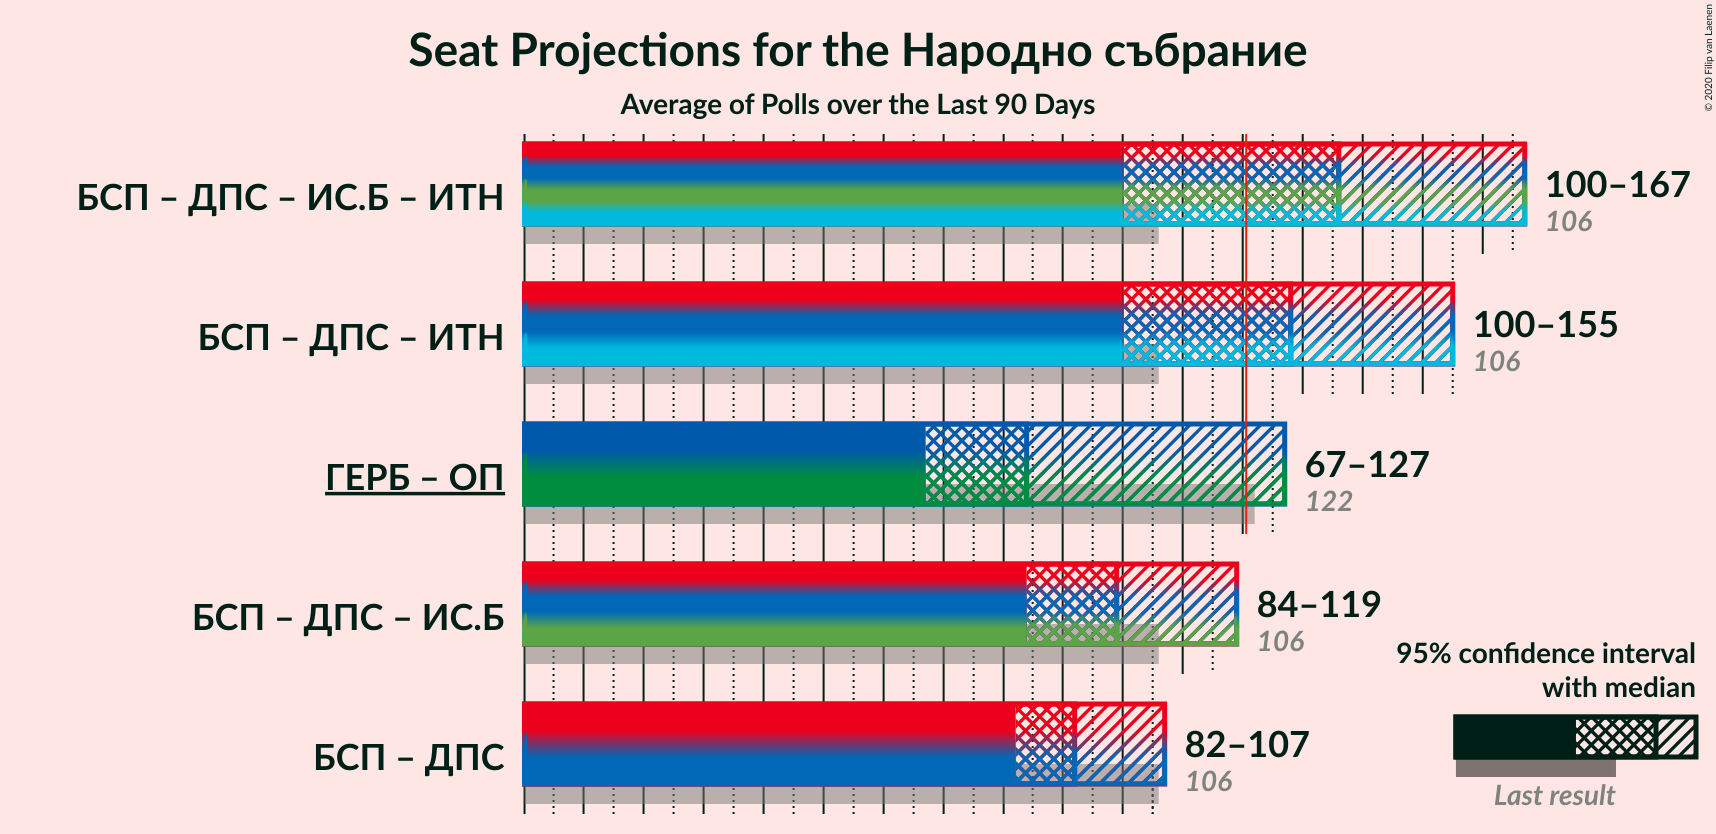 Seat Projections for the Народно събрание
Average of Polls over the Last 90 Days
© 2020 Filip van Laenen
БСП – ДПС – ИС.Б – ИТН
100–167
106
БСП – ДПС – ИТН
100–155
106
ГЕРБ – ОП
67–127
122
БСП – ДПС – ИС.Б
84–119
106
БСП – ДПС
82–107
106
95% confidence interval
with median
Last result